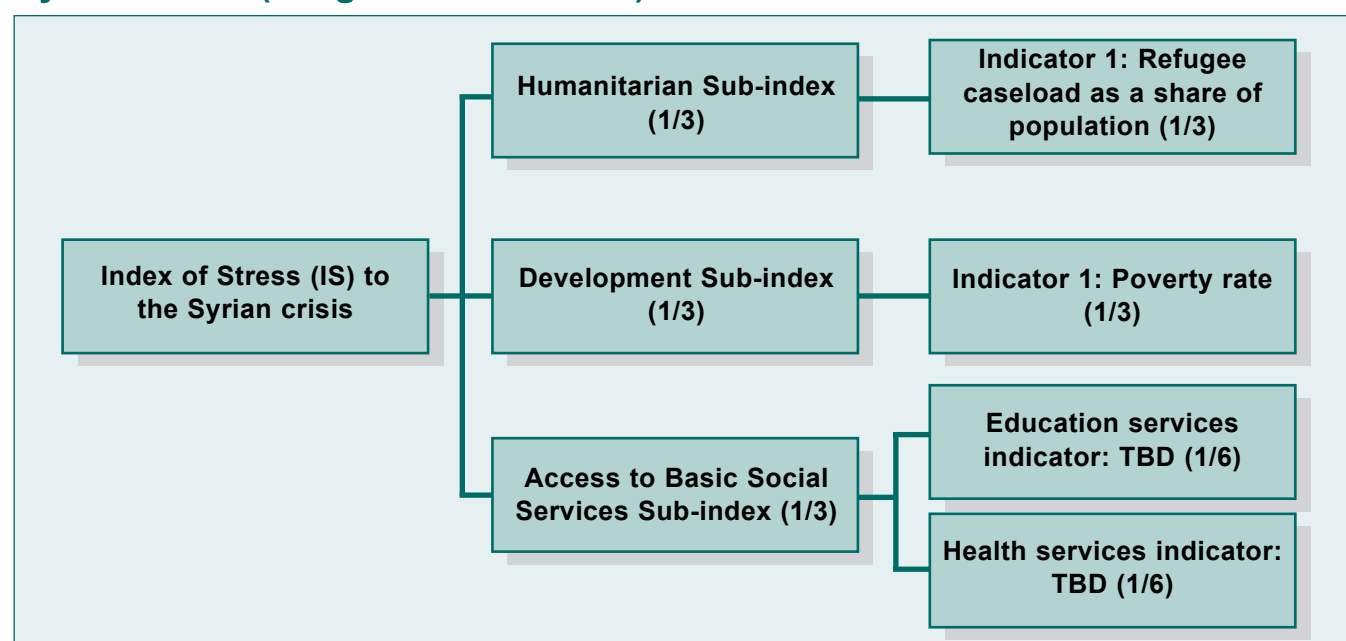 Humanitarian Sub-index
(1/3)
Indicator 1: Refugee
caseload as a share of
population (1/3)
Index of Stress (IS) to
the Syrian crisis
Development Sub-index
(1/3)
Indicator 1: Poverty rate
(1/3)
Access to Basic Social
Services Sub-index (1/3)
Education services
indicator: TBD (1/6)
Health services indicator:
TBD (1/6)